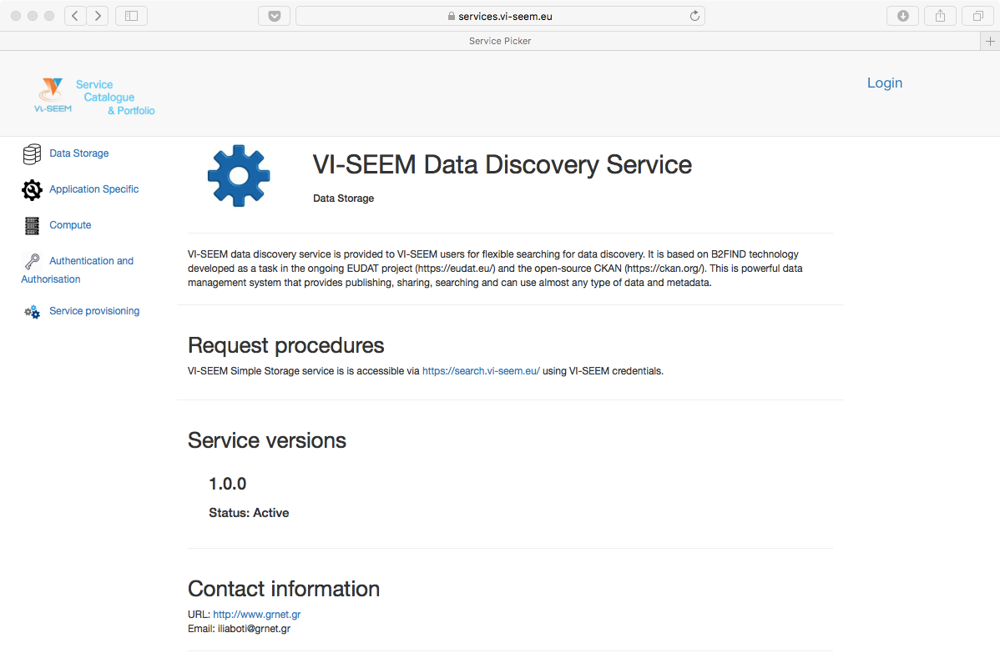 services.vi-seem.eu
Service Picker
Vi-SEEM
Service
Catalogue
& Portfolio
Login
Data Storage
Application Specific
Compute
Authentication and
Authorisation
Service provisioning
VI-SEEM Data Discovery Service
Data Storage
VI-SEEM data discovery service is provided to VI-SEEM users for flexible searching for data discovery. It is based on B2FIND technology
developed as a task in the ongoing EUDAT project (https://eudat.eu/) and the open-source CKAN (https://ckan.org/). This is powerful data
management system that provides publishing, sharing, searching and can use almost any type of data and metadata.
Request procedures
VI-SEEM Simple Storage service is is accessible via https://search.vi-seem.eu/ using VI-SEEM credentials.
Service versions
1.0.0
Status: Active
Contact information
URL: http://www.grnet.gr
Email: iliaboti@grnet.gr